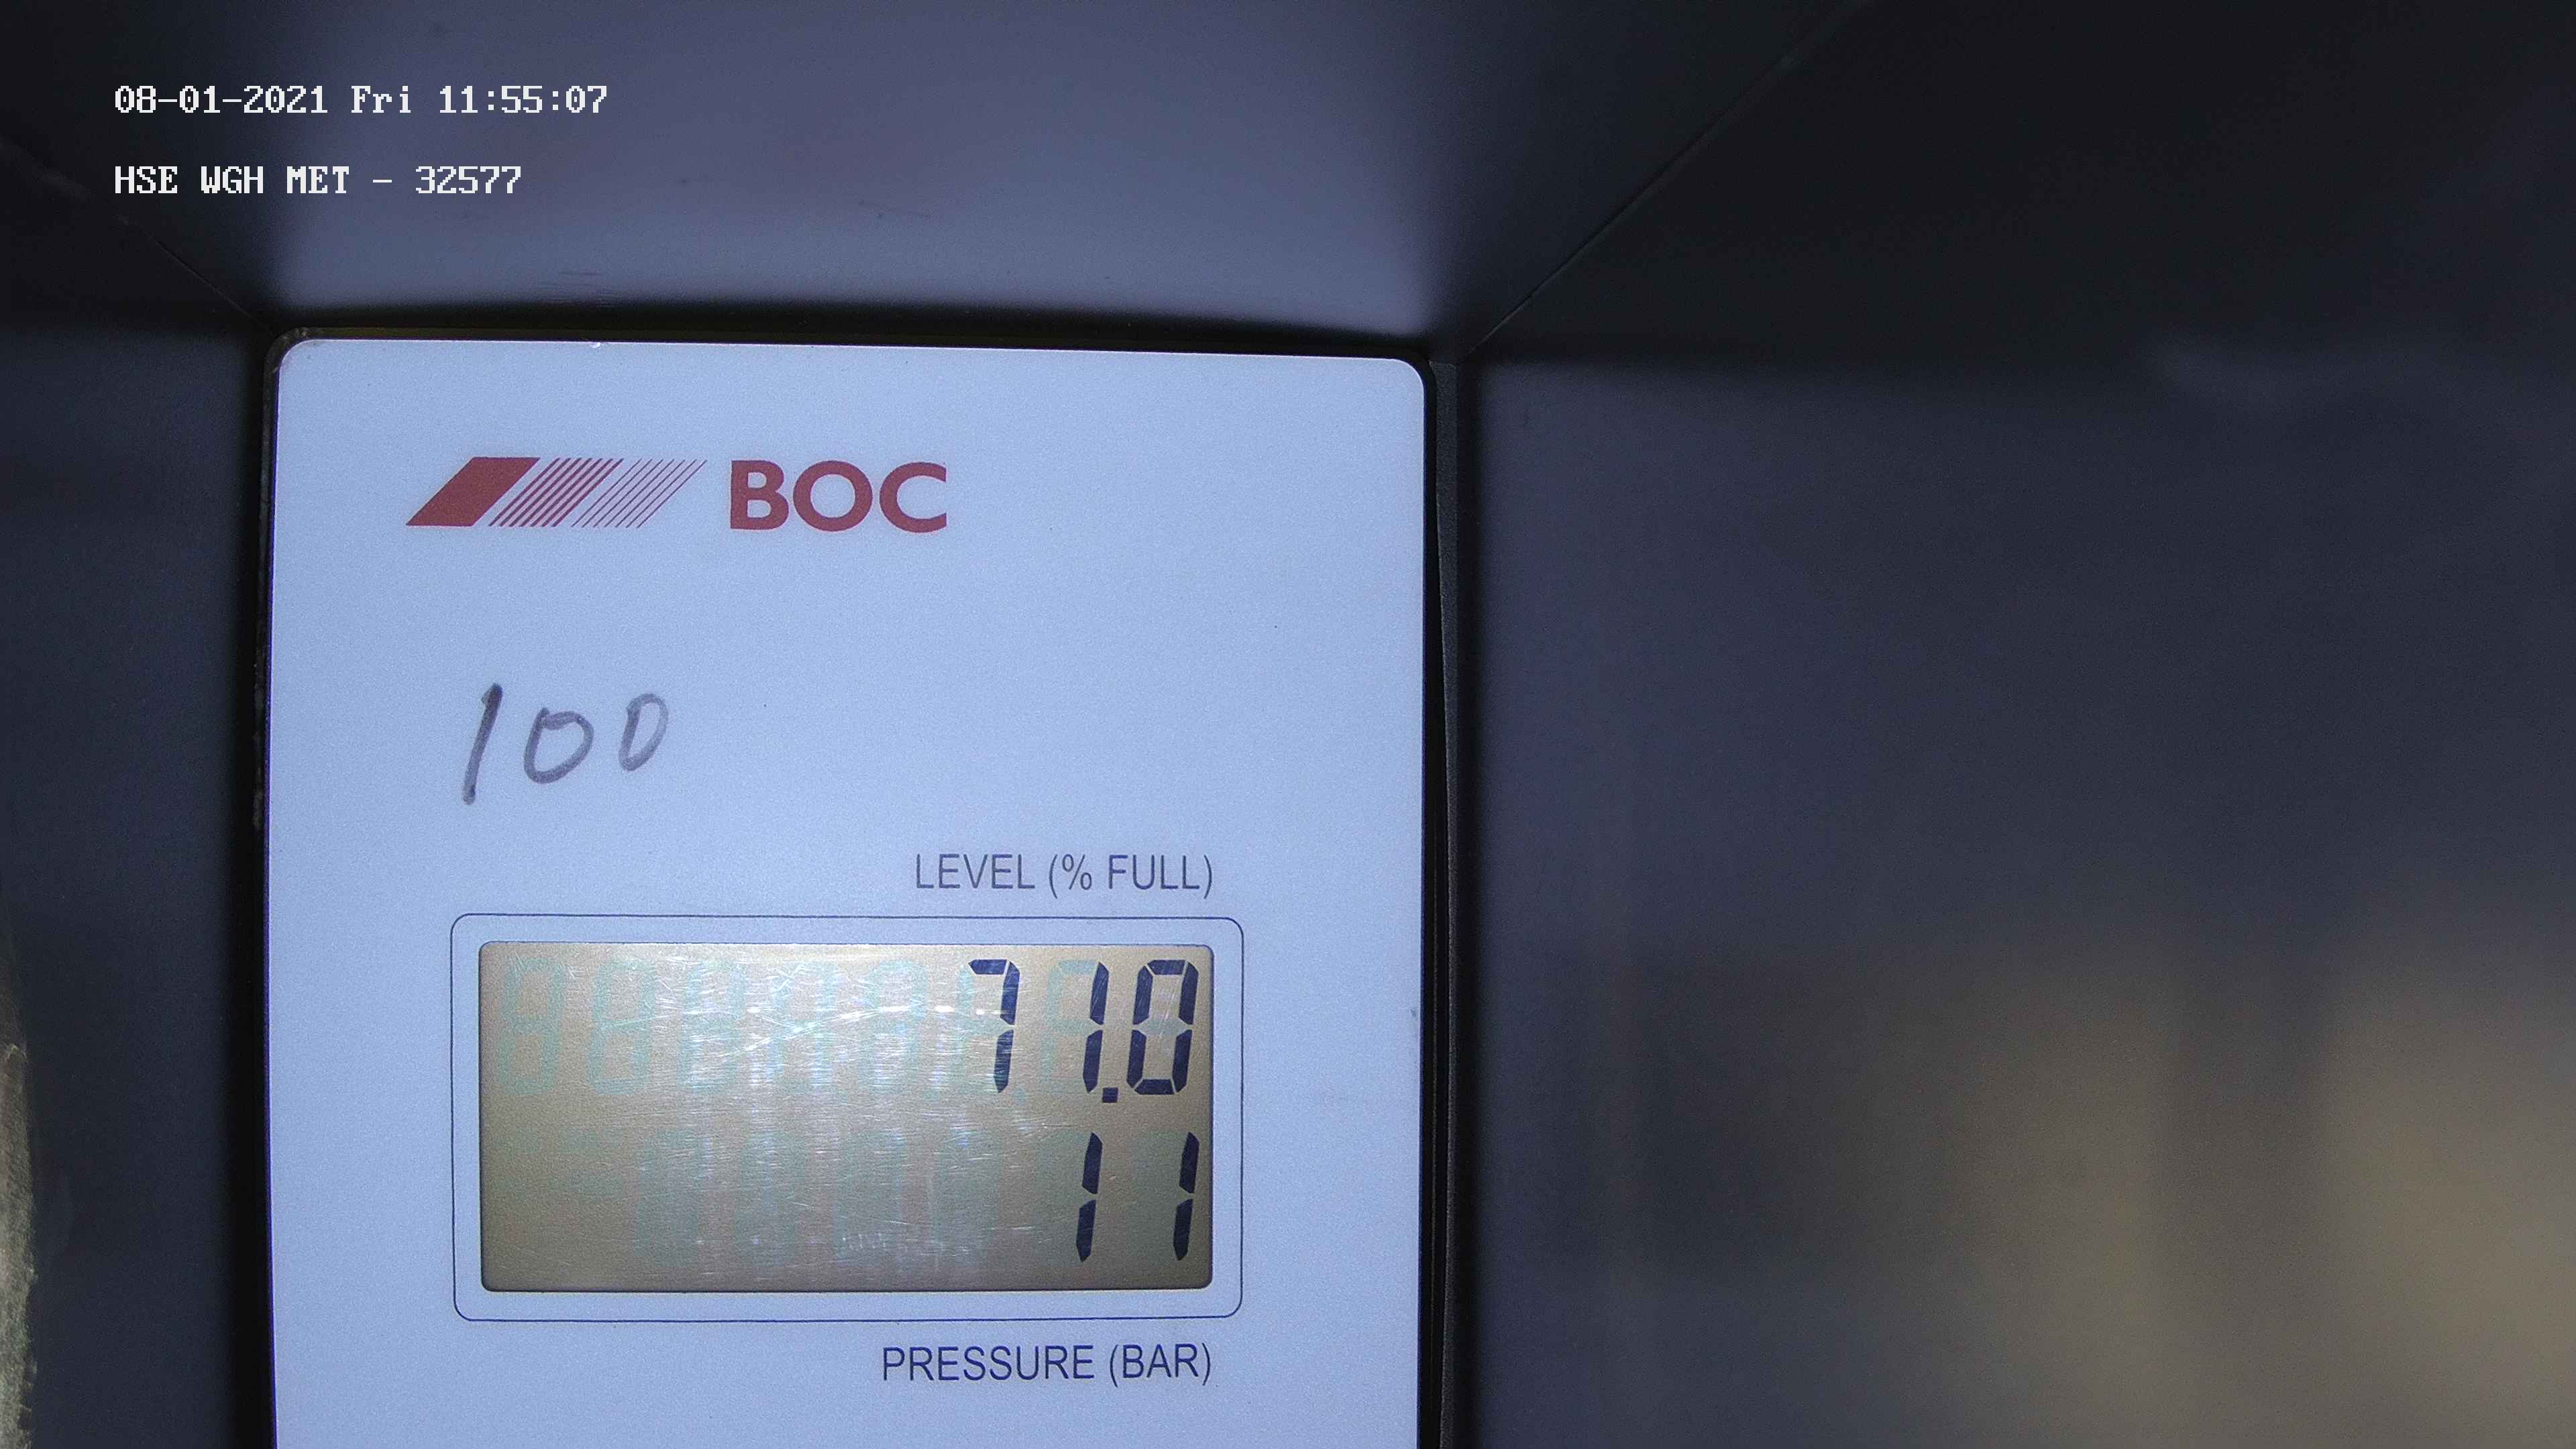 08-01-2021 Fri 11:55:07
HSE WGH MET - 32577
BOC
100
LEVEL (% FULL)
71.0
11
PRESSURE (BAR)